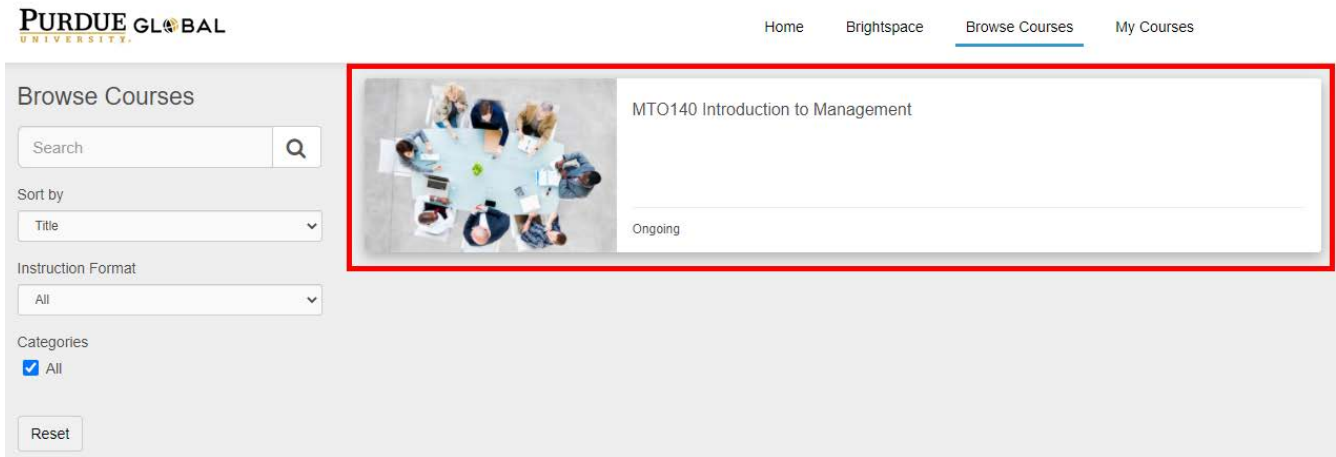 PURDUE GLOBAL
UNIVERSITY.
Home Brightspace Browse Courses My Courses
Browse Courses
Search
Sort by
Title
Instruction Format
All
Categories
All
Reset
MTO140 Introduction to Management
Ongoing